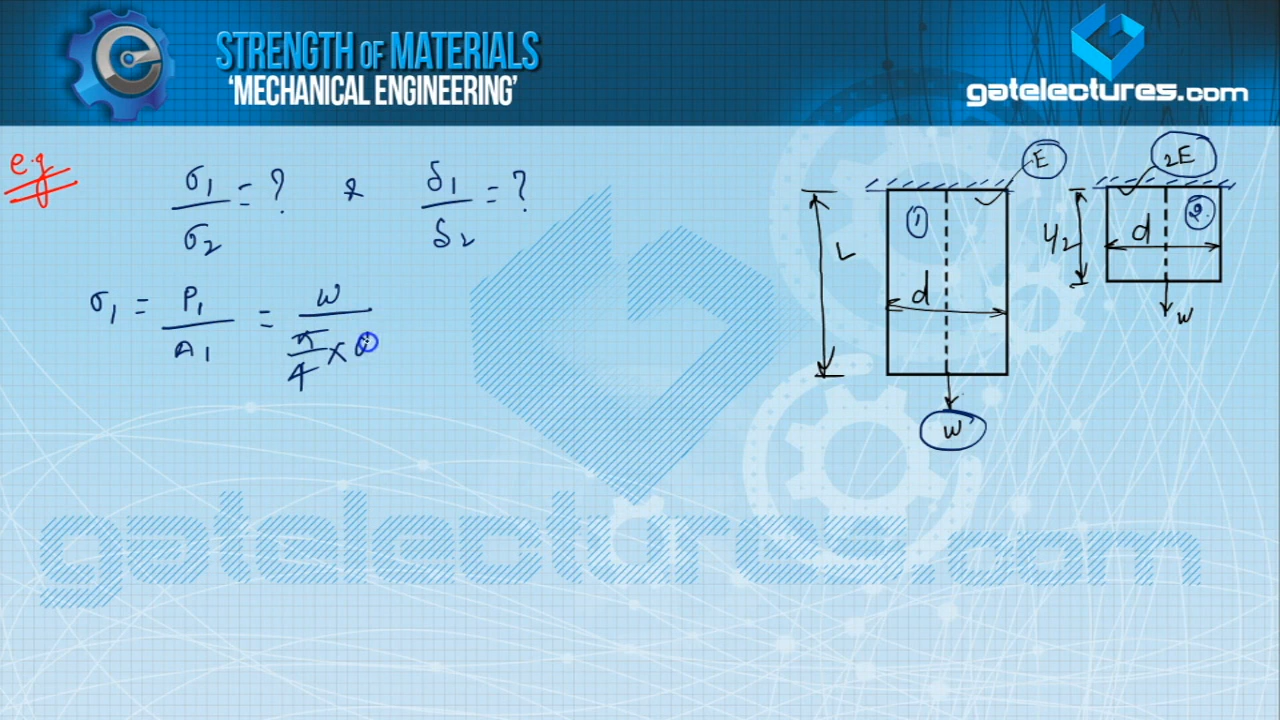 STRENGTH OF MATERIALS
'MECHANICAL ENGINEERING'
gatelectures.com
e.g
σ1/σ2 = ? & δ1/δ2 = ?
σ1 = P1/A1 = W/(π/4 × d
E
2E
1
2
L
L/2
d
d
W
W
gatelectures.com